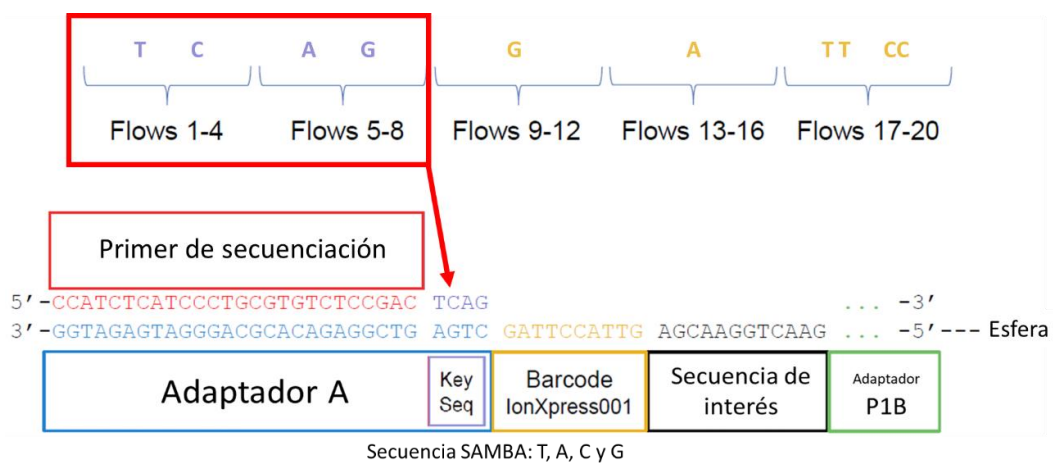 T C A G G A TT CC
Flows 1-4 Flows 5-8 Flows 9-12 Flows 13-16 Flows 17-20
Primer de secuenciación
5′-CCATCTCATCCCTGCGTGTCTCCGAC TCAG ... -3′
3′-GGTAGAGTAGGGACGCACAGAGGCTG AGTC GATTCCATTG AGCAAGGTCAAG ... -5′--- Esfera
Adaptador A
Key
Seq
Barcode
IonXpress001
Secuencia de
interés
Adaptador
P1B
Secuencia SAMBA: T, A, C y G